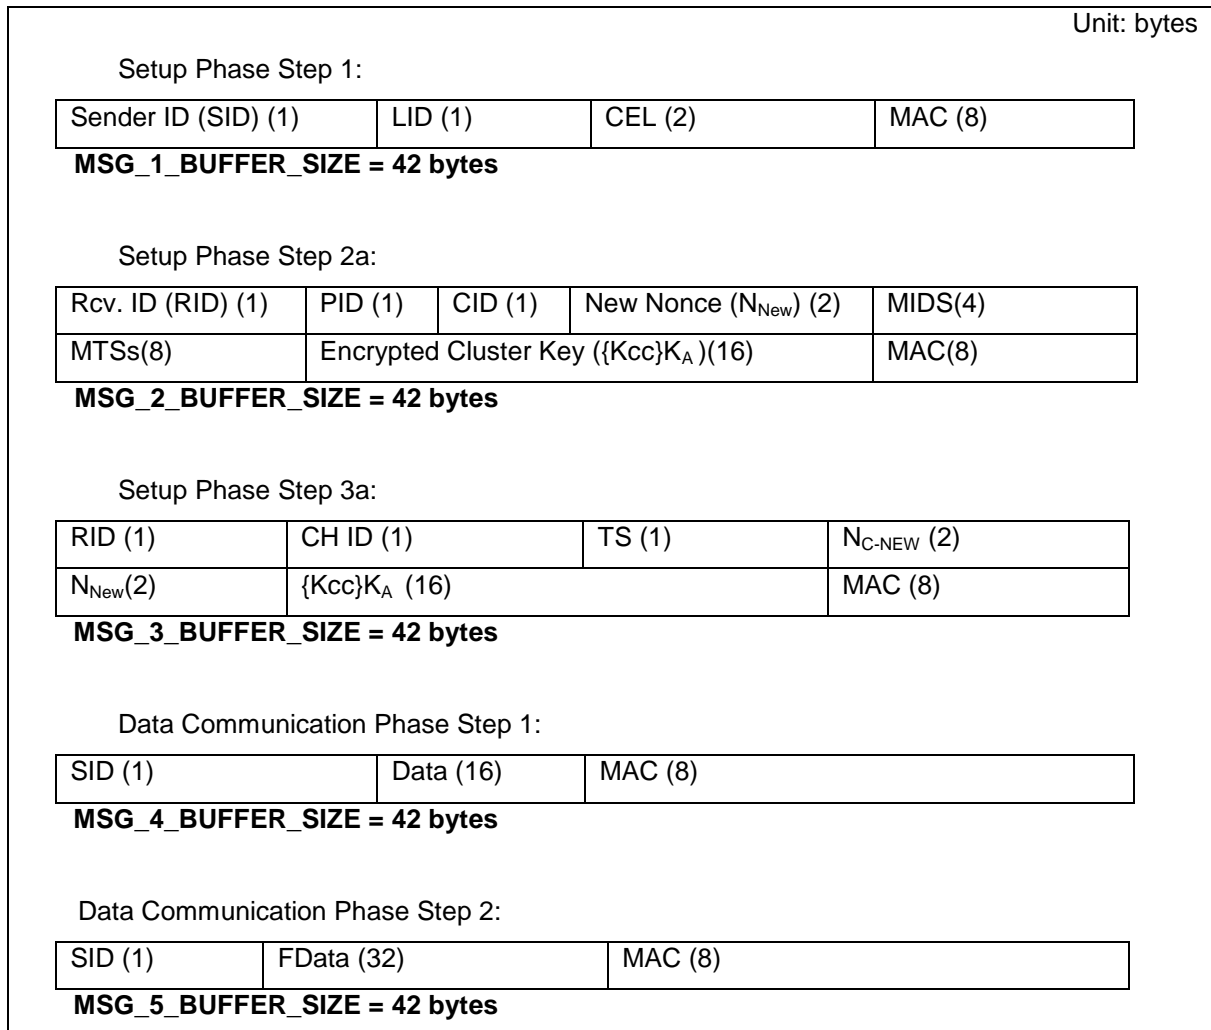 Unit: bytes
Setup Phase Step 1:
Sender ID (SID) (1) LID (1) CEL (2) MAC (8)
MSG_1_BUFFER_SIZE = 42 bytes
Setup Phase Step 2a:
Rcv. ID (RID) (1) PID (1) CID (1) New Nonce (NNew) (2) MIDS(4)
MTSs(8) Encrypted Cluster Key ({Kcc}KA )(16) MAC(8)
MSG_2_BUFFER_SIZE = 42 bytes
Setup Phase Step 3a:
RID (1) CH ID (1) TS (1) NC-NEW (2)
NNew(2) {Kcc}KA (16) MAC (8)
MSG_3_BUFFER_SIZE = 42 bytes
Data Communication Phase Step 1:
SID (1) Data (16) MAC (8)
MSG_4_BUFFER_SIZE = 42 bytes
Data Communication Phase Step 2:
SID (1) FData (32) MAC (8)
MSG_5_BUFFER_SIZE = 42 bytes